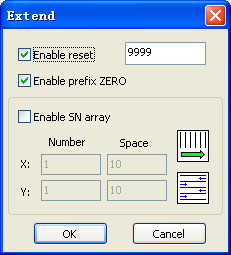 Extend
Enable reset 9999
Enable prefix ZERO
Enable SN array
Number Space
X: 1 10
Y: 1 10
OK Cancel